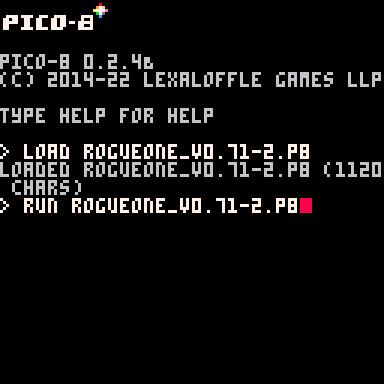 PICO-8
PICO-8 0.2.4B
(C) 2014-22 LEXALOFFLE GAMES LLP
TYPE HELP FOR HELP
> LOAD ROGUEONE_V0.71-2.P8
LOADED ROGUEONE_V0.71-2.P8 (1120
CHARS)
> RUN ROGUEONE_V0.71-2.P8